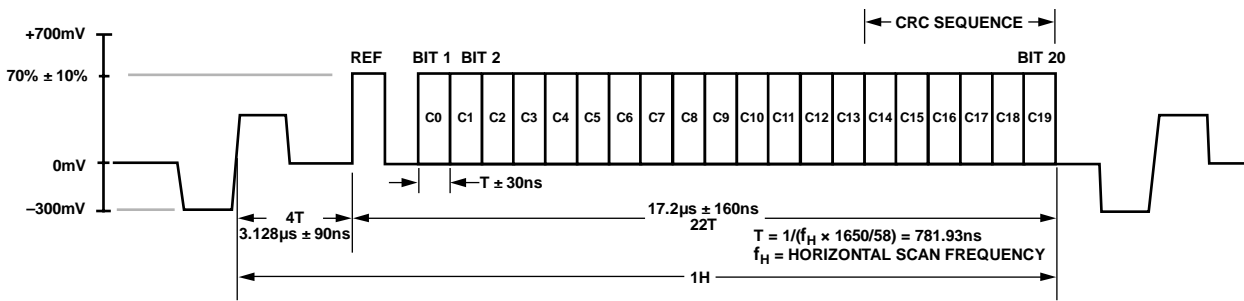 CRC SEQUENCE
+700mV
REF BIT 1 BIT 2 BIT 20
70% ± 10%
C0 C1 C2 C3 C4 C5 C6 C7 C8 C9 C10 C11 C12 C13 C14 C15 C16 C17 C18 C19
0mV
T ± 30ns
–300mV
4T
3.128µs ± 90ns
17.2µs ± 160ns
22T
T = 1/(fH × 1650/58) = 781.93ns
fH = HORIZONTAL SCAN FREQUENCY
1H